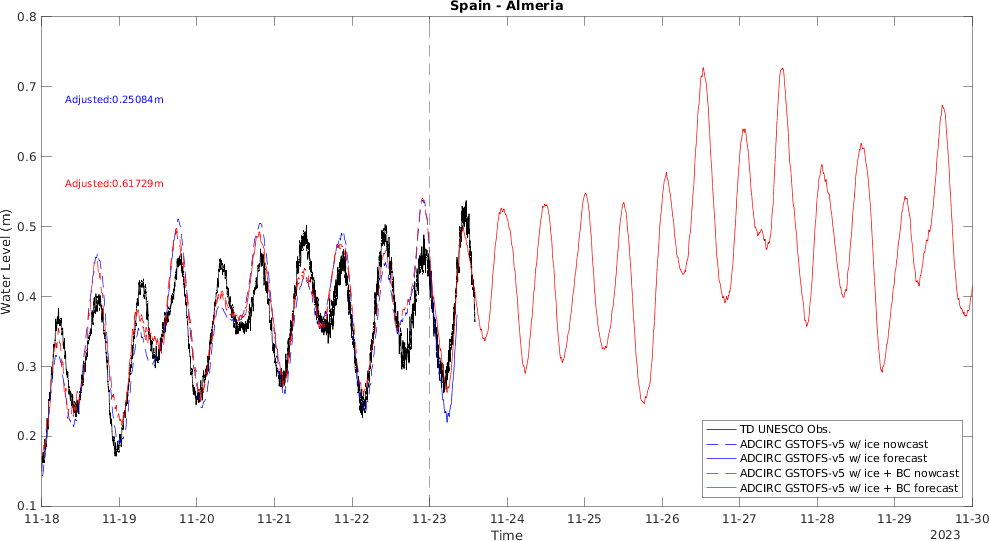 Spain - Almeria
0.8
0.7
0.6
0.5
0.4
0.3
0.2
0.1
Water Level (m)
Adjusted:0.25084m
Adjusted:0.61729m
TD UNESCO Obs.
ADCIRC GSTOFS-v5 w/ ice nowcast
ADCIRC GSTOFS-v5 w/ ice forecast
ADCIRC GSTOFS-v5 w/ ice + BC nowcast
ADCIRC GSTOFS-v5 w/ ice + BC forecast
11-18 11-19 11-20 11-21 11-22 11-23 11-24 11-25 11-26 11-27 11-28 11-29 11-30
Time
2023